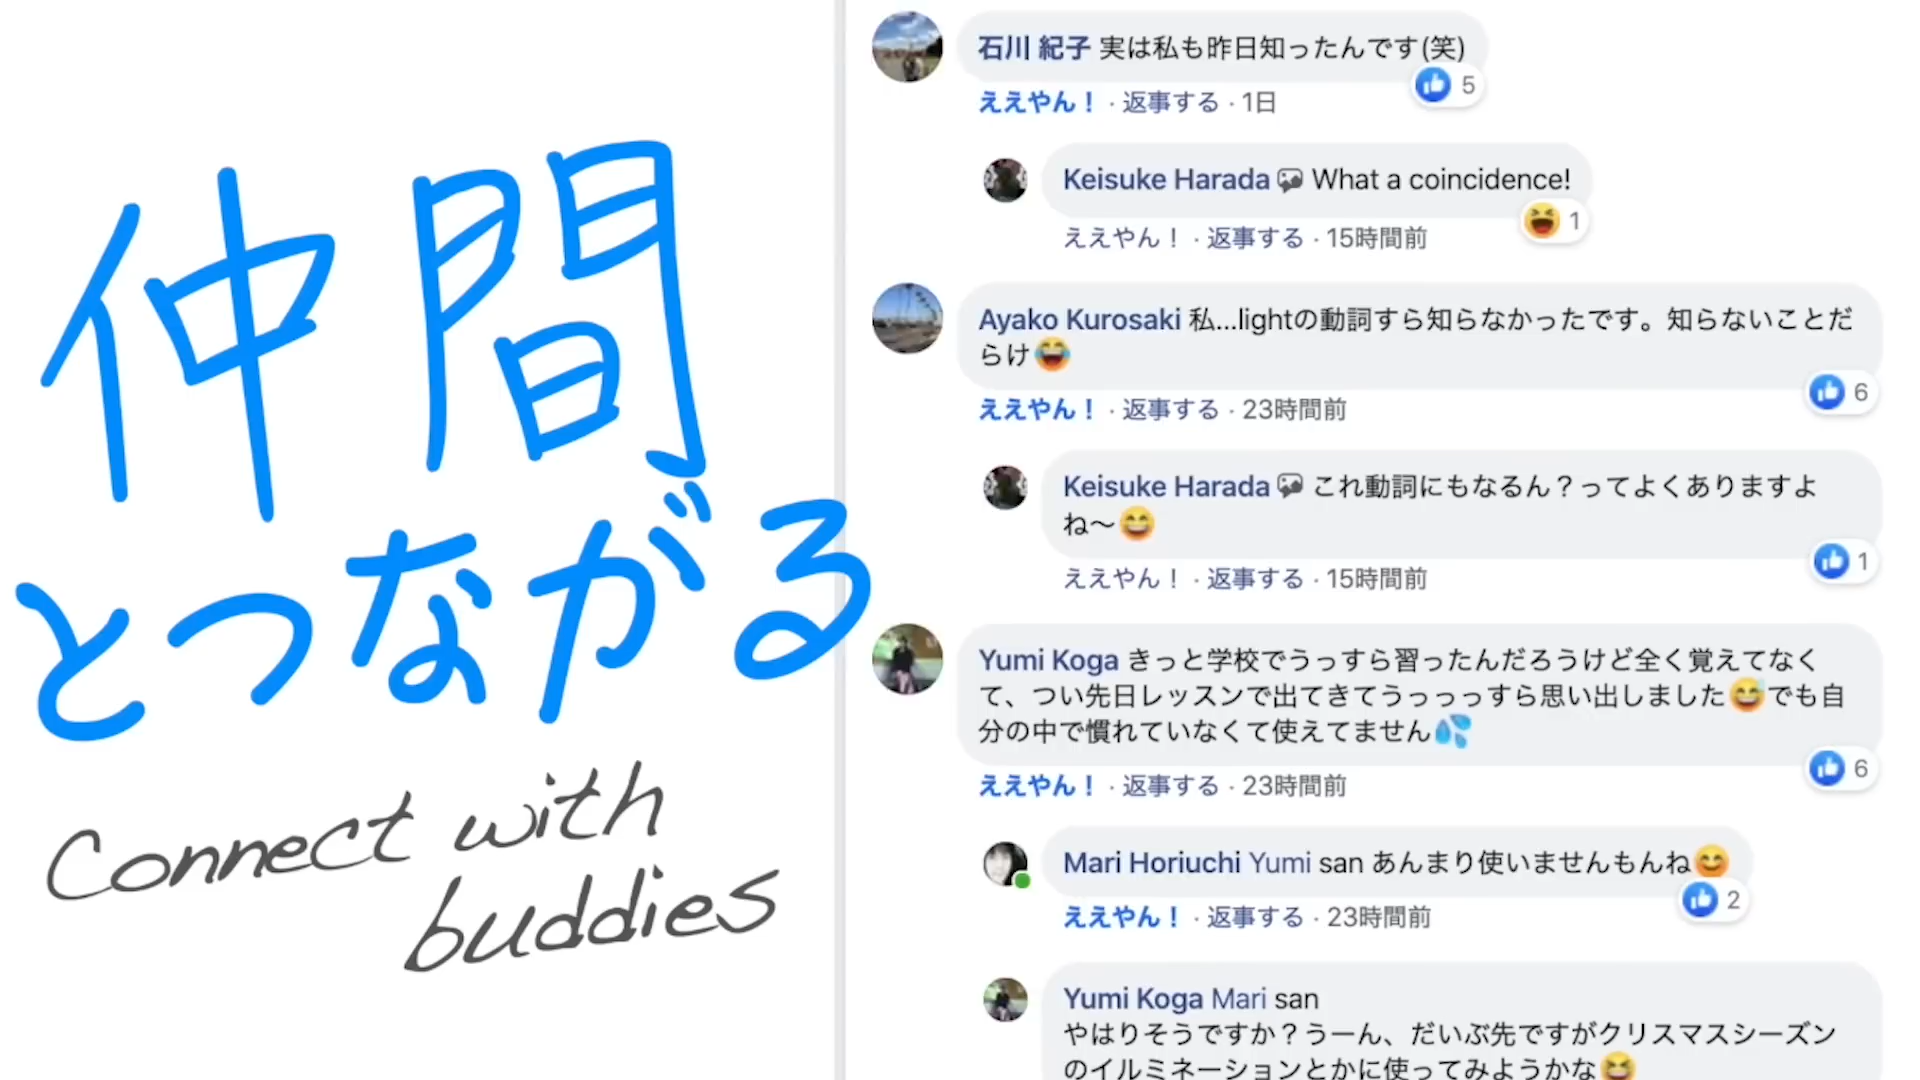 仲間
とつながる
Connect with
buddies
石川 紀子 実は私も昨日知ったんです(笑)
5
ええやん！ · 返事する · 1日
Keisuke Harada What a coincidence!
1
ええやん！ · 返事する · 15時間前
Ayako Kurosaki 私...lightの動詞すら知らなかったです。知らないことだ
らけ😂
6
ええやん！ · 返事する · 23時間前
Keisuke Harada これ動詞にもなるん？ってよくありますよ
ね〜😄
1
ええやん！ · 返事する · 15時間前
Yumi Koga きっと学校でうっすら習ったんだろうけど全く覚えてなく
て、つい先日レッスンで出てきてうっっっすら思い出しました😅でも自
分の中で慣れていなくて使えてません💦
6
ええやん！ · 返事する · 23時間前
Mari Horiuchi Yumi san あんまり使いませんもんね😊
2
ええやん！ · 返事する · 23時間前
Yumi Koga Mari san
やはりそうですか？うーん、だいぶ先ですがクリスマスシーズン
のイルミネーションとかに使ってみようかな😆